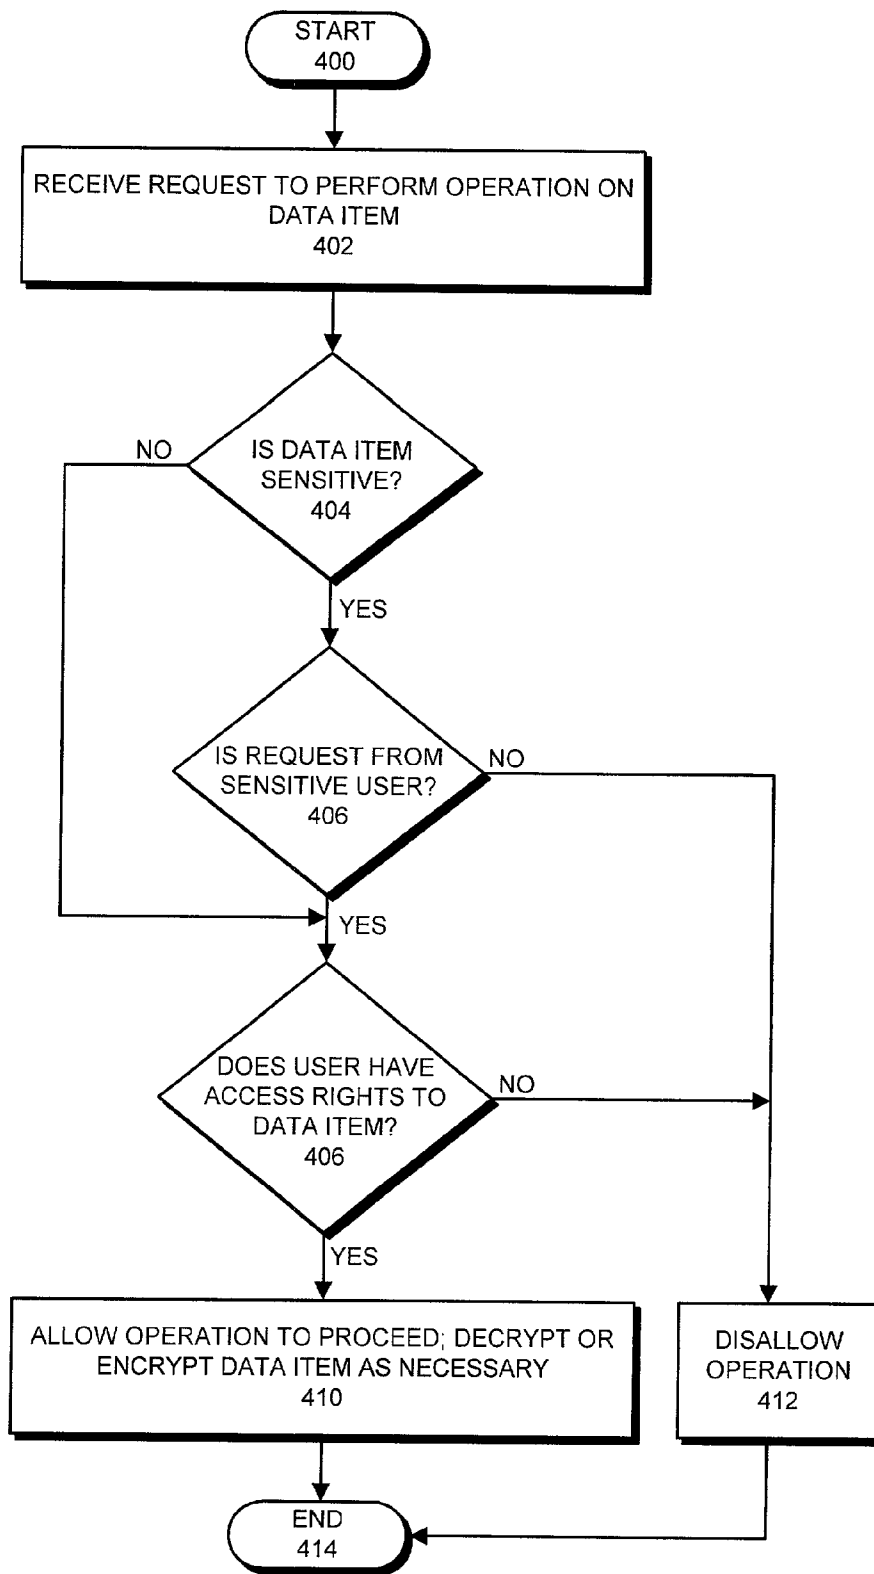 START
400
RECEIVE REQUEST TO PERFORM OPERATION ON
DATA ITEM
402
NO
IS DATA ITEM
SENSITIVE?
404
YES
IS REQUEST FROM
SENSITIVE USER?
406
NO
YES
DOES USER HAVE
ACCESS RIGHTS TO
DATA ITEM?
406
NO
YES
ALLOW OPERATION TO PROCEED; DECRYPT OR
ENCRYPT DATA ITEM AS NECESSARY
410
DISALLOW
OPERATION
412
END
414